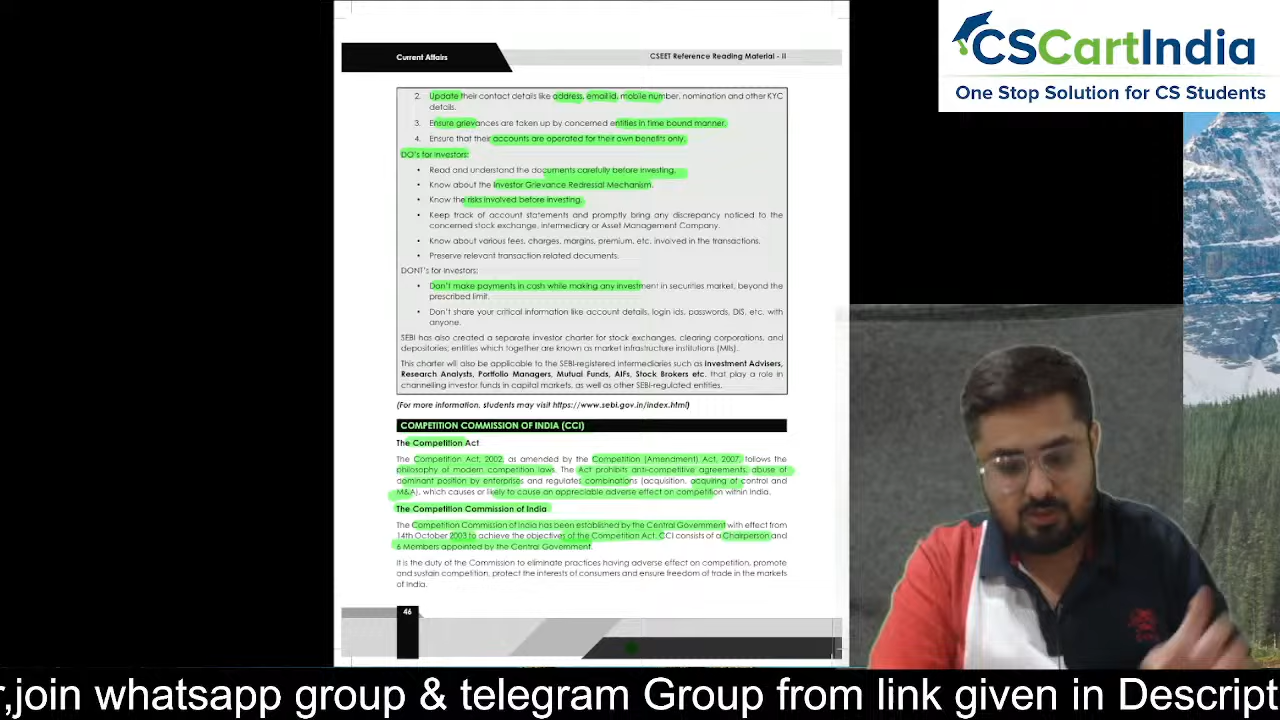 Current Affairs
CSEET Reference Reading Material - II
CSCartIndia
One Stop Solution for CS Students
2. Update their contact details like address, email id, mobile number, nomination and other KYC
details.
3. Ensure grievances are taken up by concerned entities in time bound manner.
4. Ensure that their accounts are operated for their own benefits only.
DO's for investors:
• Read and understand the documents carefully before investing.
• Know about the Investor Grievance Redressal Mechanism.
• Know the risks involved before investing.
• Keep track of account statements and promptly bring any discrepancy noticed to the
concerned stock exchange, intermediary or Asset Management Company.
• Know about various fees, charges, margins, premium, etc. involved in the transactions.
• Preserve relevant transaction related documents.
DONT's for investors:
• Don't make payments in cash while making any investment in securities market, beyond the
prescribed limit.
• Don't share your critical information like account details, login ids, passwords, DIS, etc. with
anyone.
SEBI has also created a separate investor charter for stock exchanges, clearing corporations, and
depositories; entities which together are known as market infrastructure institutions (MIIs).
This charter will also be applicable to the SEBI-registered intermediaries such as Investment Advisers,
Research Analysts, Portfolio Managers, Mutual Funds, AIFs, Stock Brokers etc. that play a role in
channelling investor funds in capital markets, as well as other SEBI-regulated entities.
(For more information, students may visit https://www.sebi.gov.in/index.html)
COMPETITION COMMISSION OF INDIA (CCI)
The Competition Act
The Competition Act, 2002, as amended by the Competition (Amendment) Act, 2007, follows the
philosophy of modern competition laws. The Act prohibits anti-competitive agreements, abuse of
dominant position by enterprises and regulates combinations (acquisition, acquiring of control and
M&A), which causes or likely to cause an appreciable adverse effect on competition within India.
The Competition Commission of India
The Competition Commission of India has been established by the Central Government with effect from
14th October 2003 to achieve the objectives of the Competition Act. CCI consists of a Chairperson and
6 Members appointed by the Central Government.
It is the duty of the Commission to eliminate practices having adverse effect on competition, promote
and sustain competition, protect the interests of consumers and ensure freedom of trade in the markets
of India.
46
r,join whatsapp group & telegram Group from link given in Descript